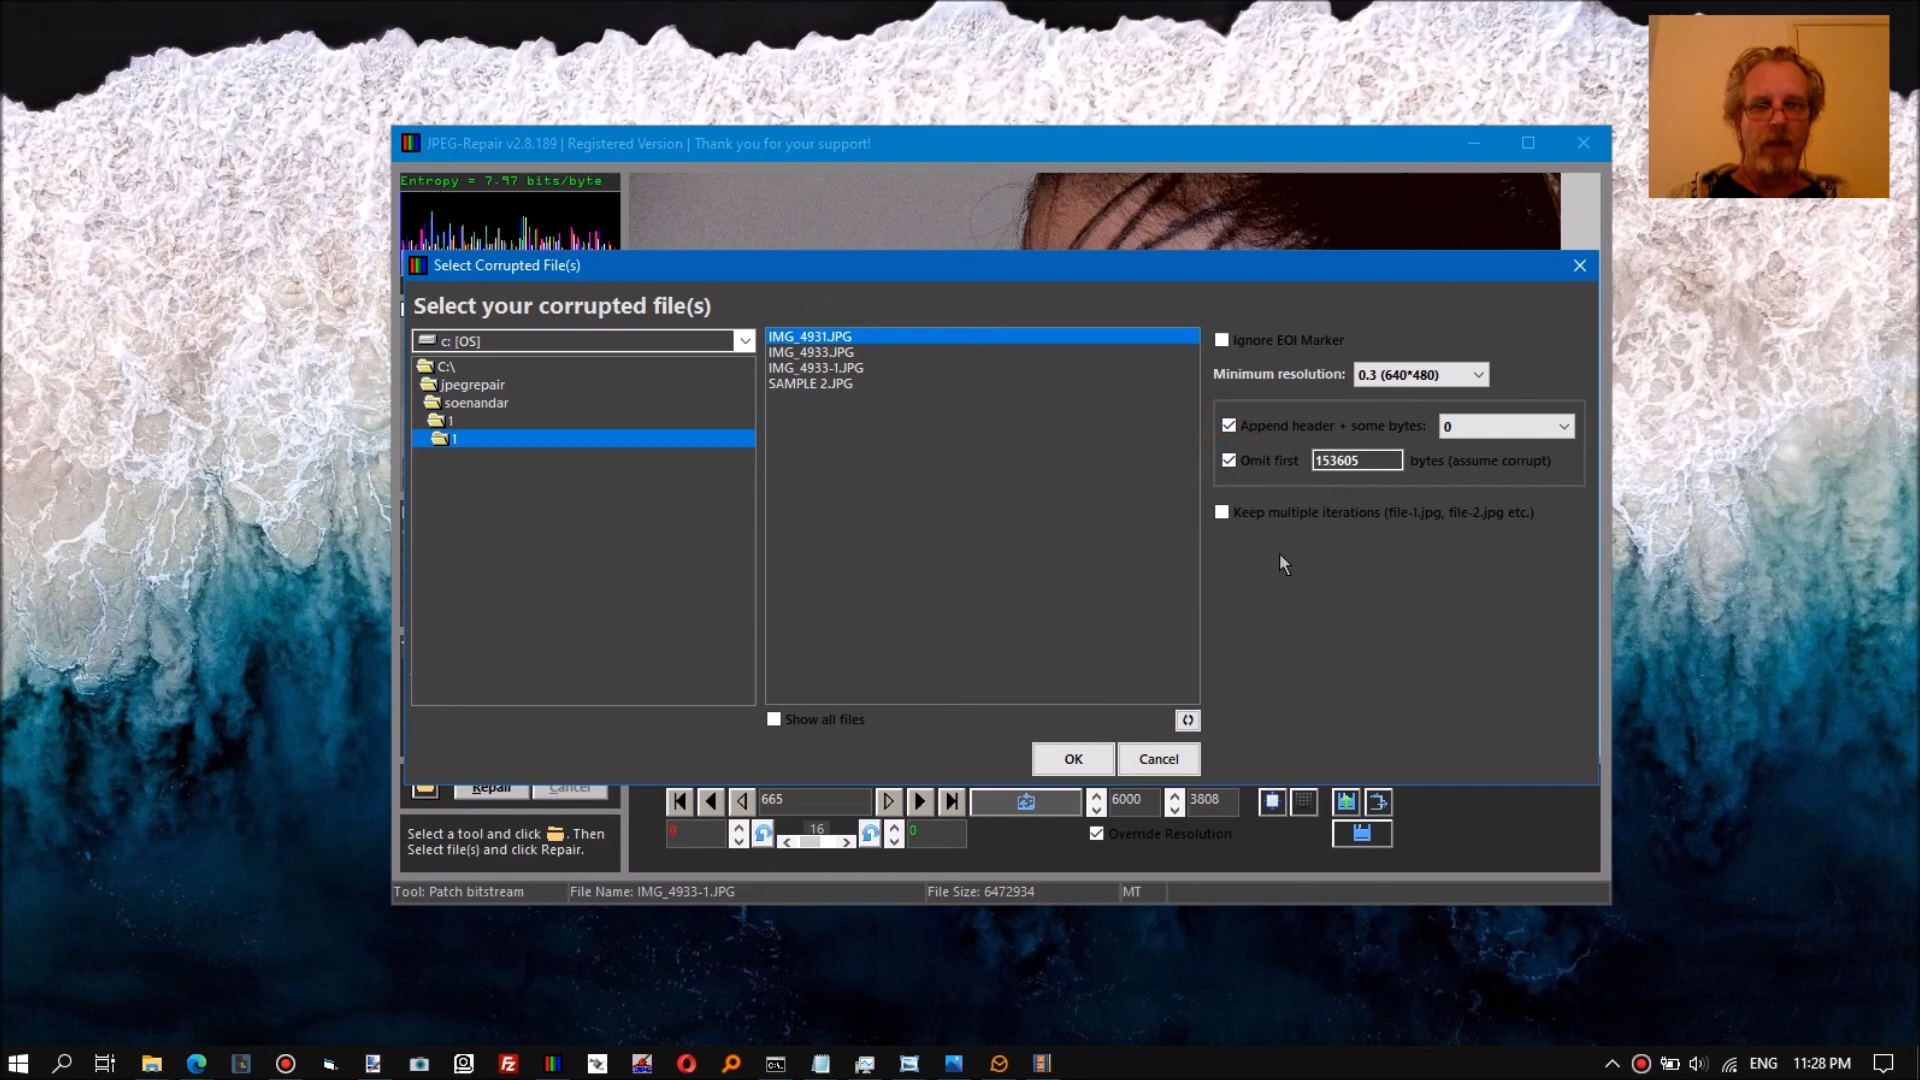 JPEG-Repair v2.8.189 | Registered Version | Thank you for your support!
Entropy = 7.97 bits/byte
Select Corrupted File(s)
Select your corrupted file(s)
c: [OS]
C:\
jpegrepair
soenandar
1
1
IMG_4931.JPG
IMG_4933.JPG
IMG_4933-1.JPG
SAMPLE 2.JPG
Ignore EOI Marker
Minimum resolution: 0.3 (640*480)
Append header + some bytes: 0
Omit first 153605 bytes (assume corrupt)
Keep multiple iterations (file-1.jpg, file-2.jpg etc.)
Show all files
OK Cancel
Repair Cancel
665 6000 3808
0 16 0 Override Resolution
Select a tool and click . Then
Select file(s) and click Repair.
Tool: Patch bitstream File Name: IMG_4933-1.JPG File Size: 6472934 MT
ENG 11:28 PM